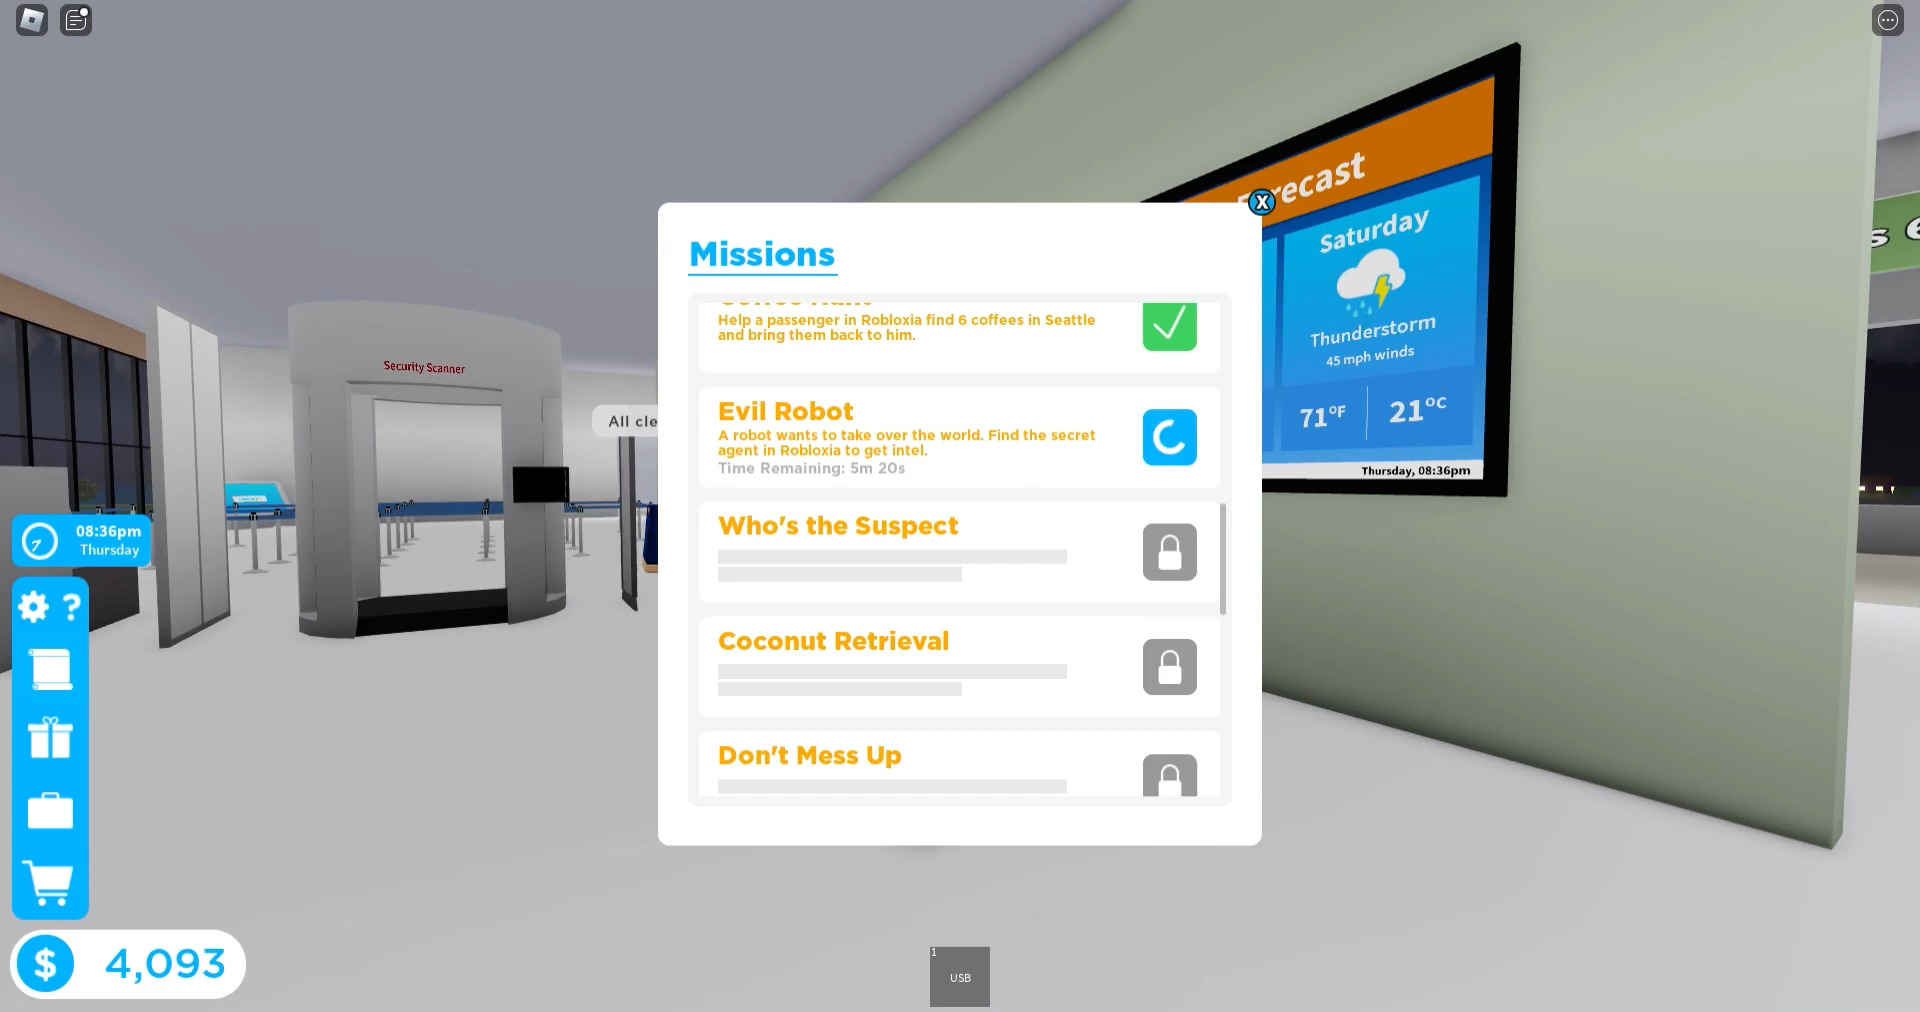 Forecast
Saturday
Thunderstorm
45 mph winds
71°F
21°C
Thursday, 08:36pm
Security Scanner
All cle
Missions
Coffee Hunt
Help a passenger in Robloxia find 6 coffees in Seattle
and bring them back to him.
Evil Robot
A robot wants to take over the world. Find the secret
agent in Robloxia to get intel.
Time Remaining: 5m 20s
Who's the Suspect
Coconut Retrieval
Don't Mess Up
X
08:36pm
Thursday
?
$ 4,093
1
USB